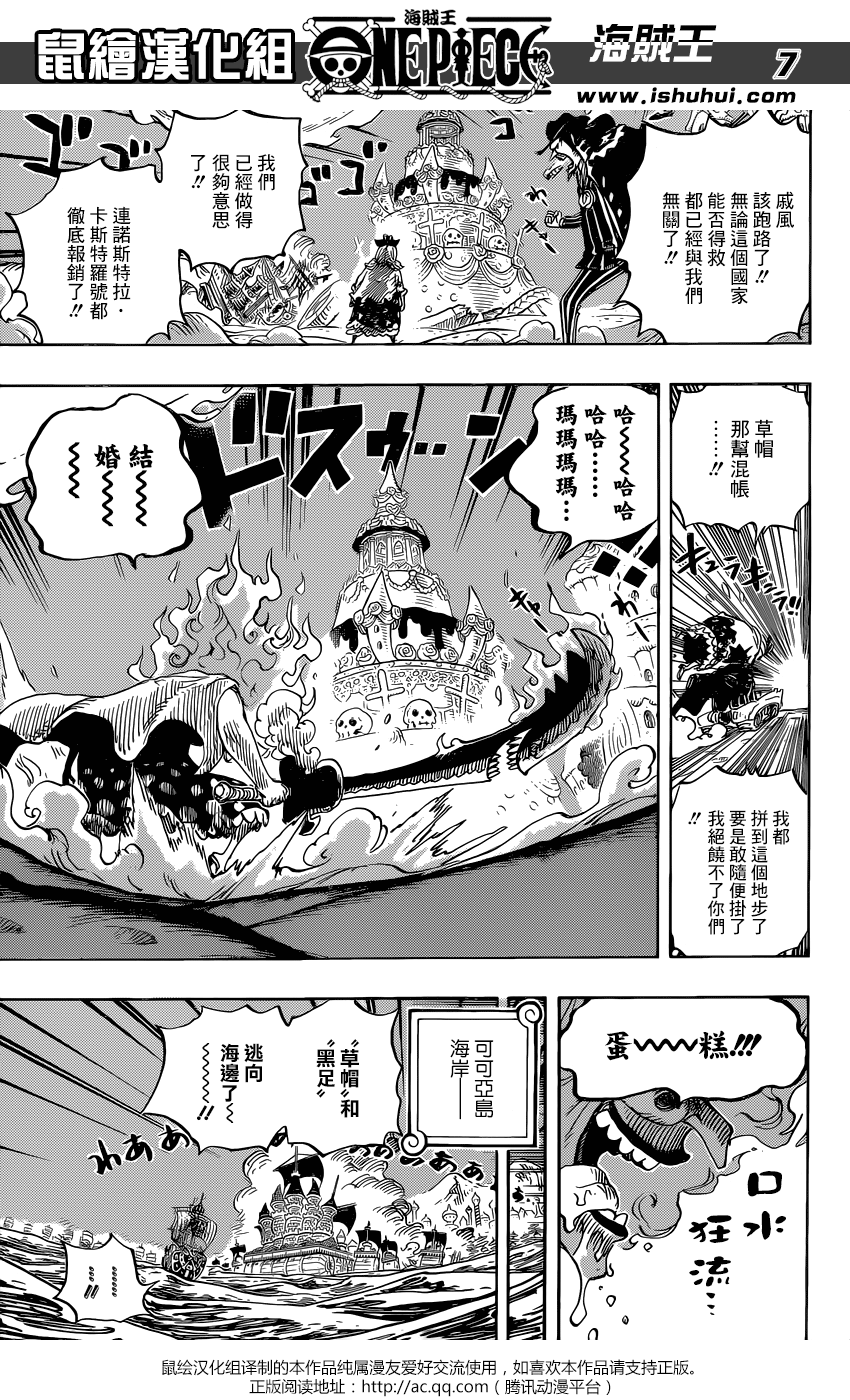 鼠繪漢化組
海賊王
ONE PIECE
海賊王
7
www.ishuhui.com
戚風
該跑路了!!
無論這個國家
能否得救
都已經與我們
無關了!!
我們
已經做得
很夠意思
了!!
連諾斯特拉·
卡斯特羅號都
徹底報銷了!!
ゴゴゴ
草帽
那幫混帳
……!!
キュラキュラ!!
我都
拼到這個地步了
要是敢隨便掛了
我絕饒不了你們
!!
哈～～哈哈
哈哈……
瑪瑪瑪瑪…
ドスゥ…ン
結～～
婚～～
～～
わー
蛋～～糕!!!
口水
狂流…
可可亞島
海岸——
〝草帽〞和
〝黑足〞
逃向
海邊了～
～～!!
わああああ
……
……
鼠绘汉化组译制的本作品纯属漫友爱好交流使用，如喜欢本作品请支持正版。
正版阅读地址：http://ac.qq.com（腾讯动漫平台）